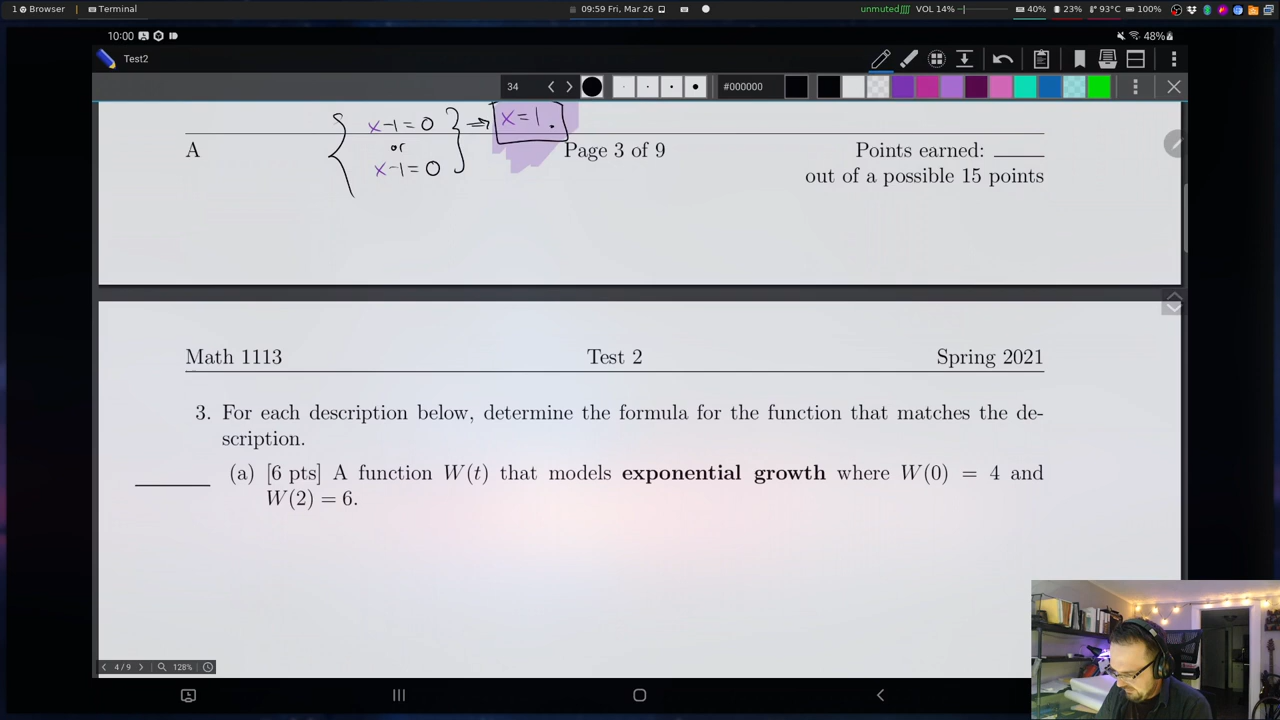 1 Browser Terminal 09:59 Fri, Mar 26 unmuted VOL 14% 40% 23% 93°C 100%
10:00 48%
Test2
34 #000000
x-1=0 ⇒ x=1.
or
x-1=0
A Page 3 of 9 Points earned:
out of a possible 15 points
Math 1113 Test 2 Spring 2021
3. For each description below, determine the formula for the function that matches the de-
scription.
(a) [6 pts] A function W(t) that models exponential growth where W(0) = 4 and
W(2) = 6.
4/9 128%